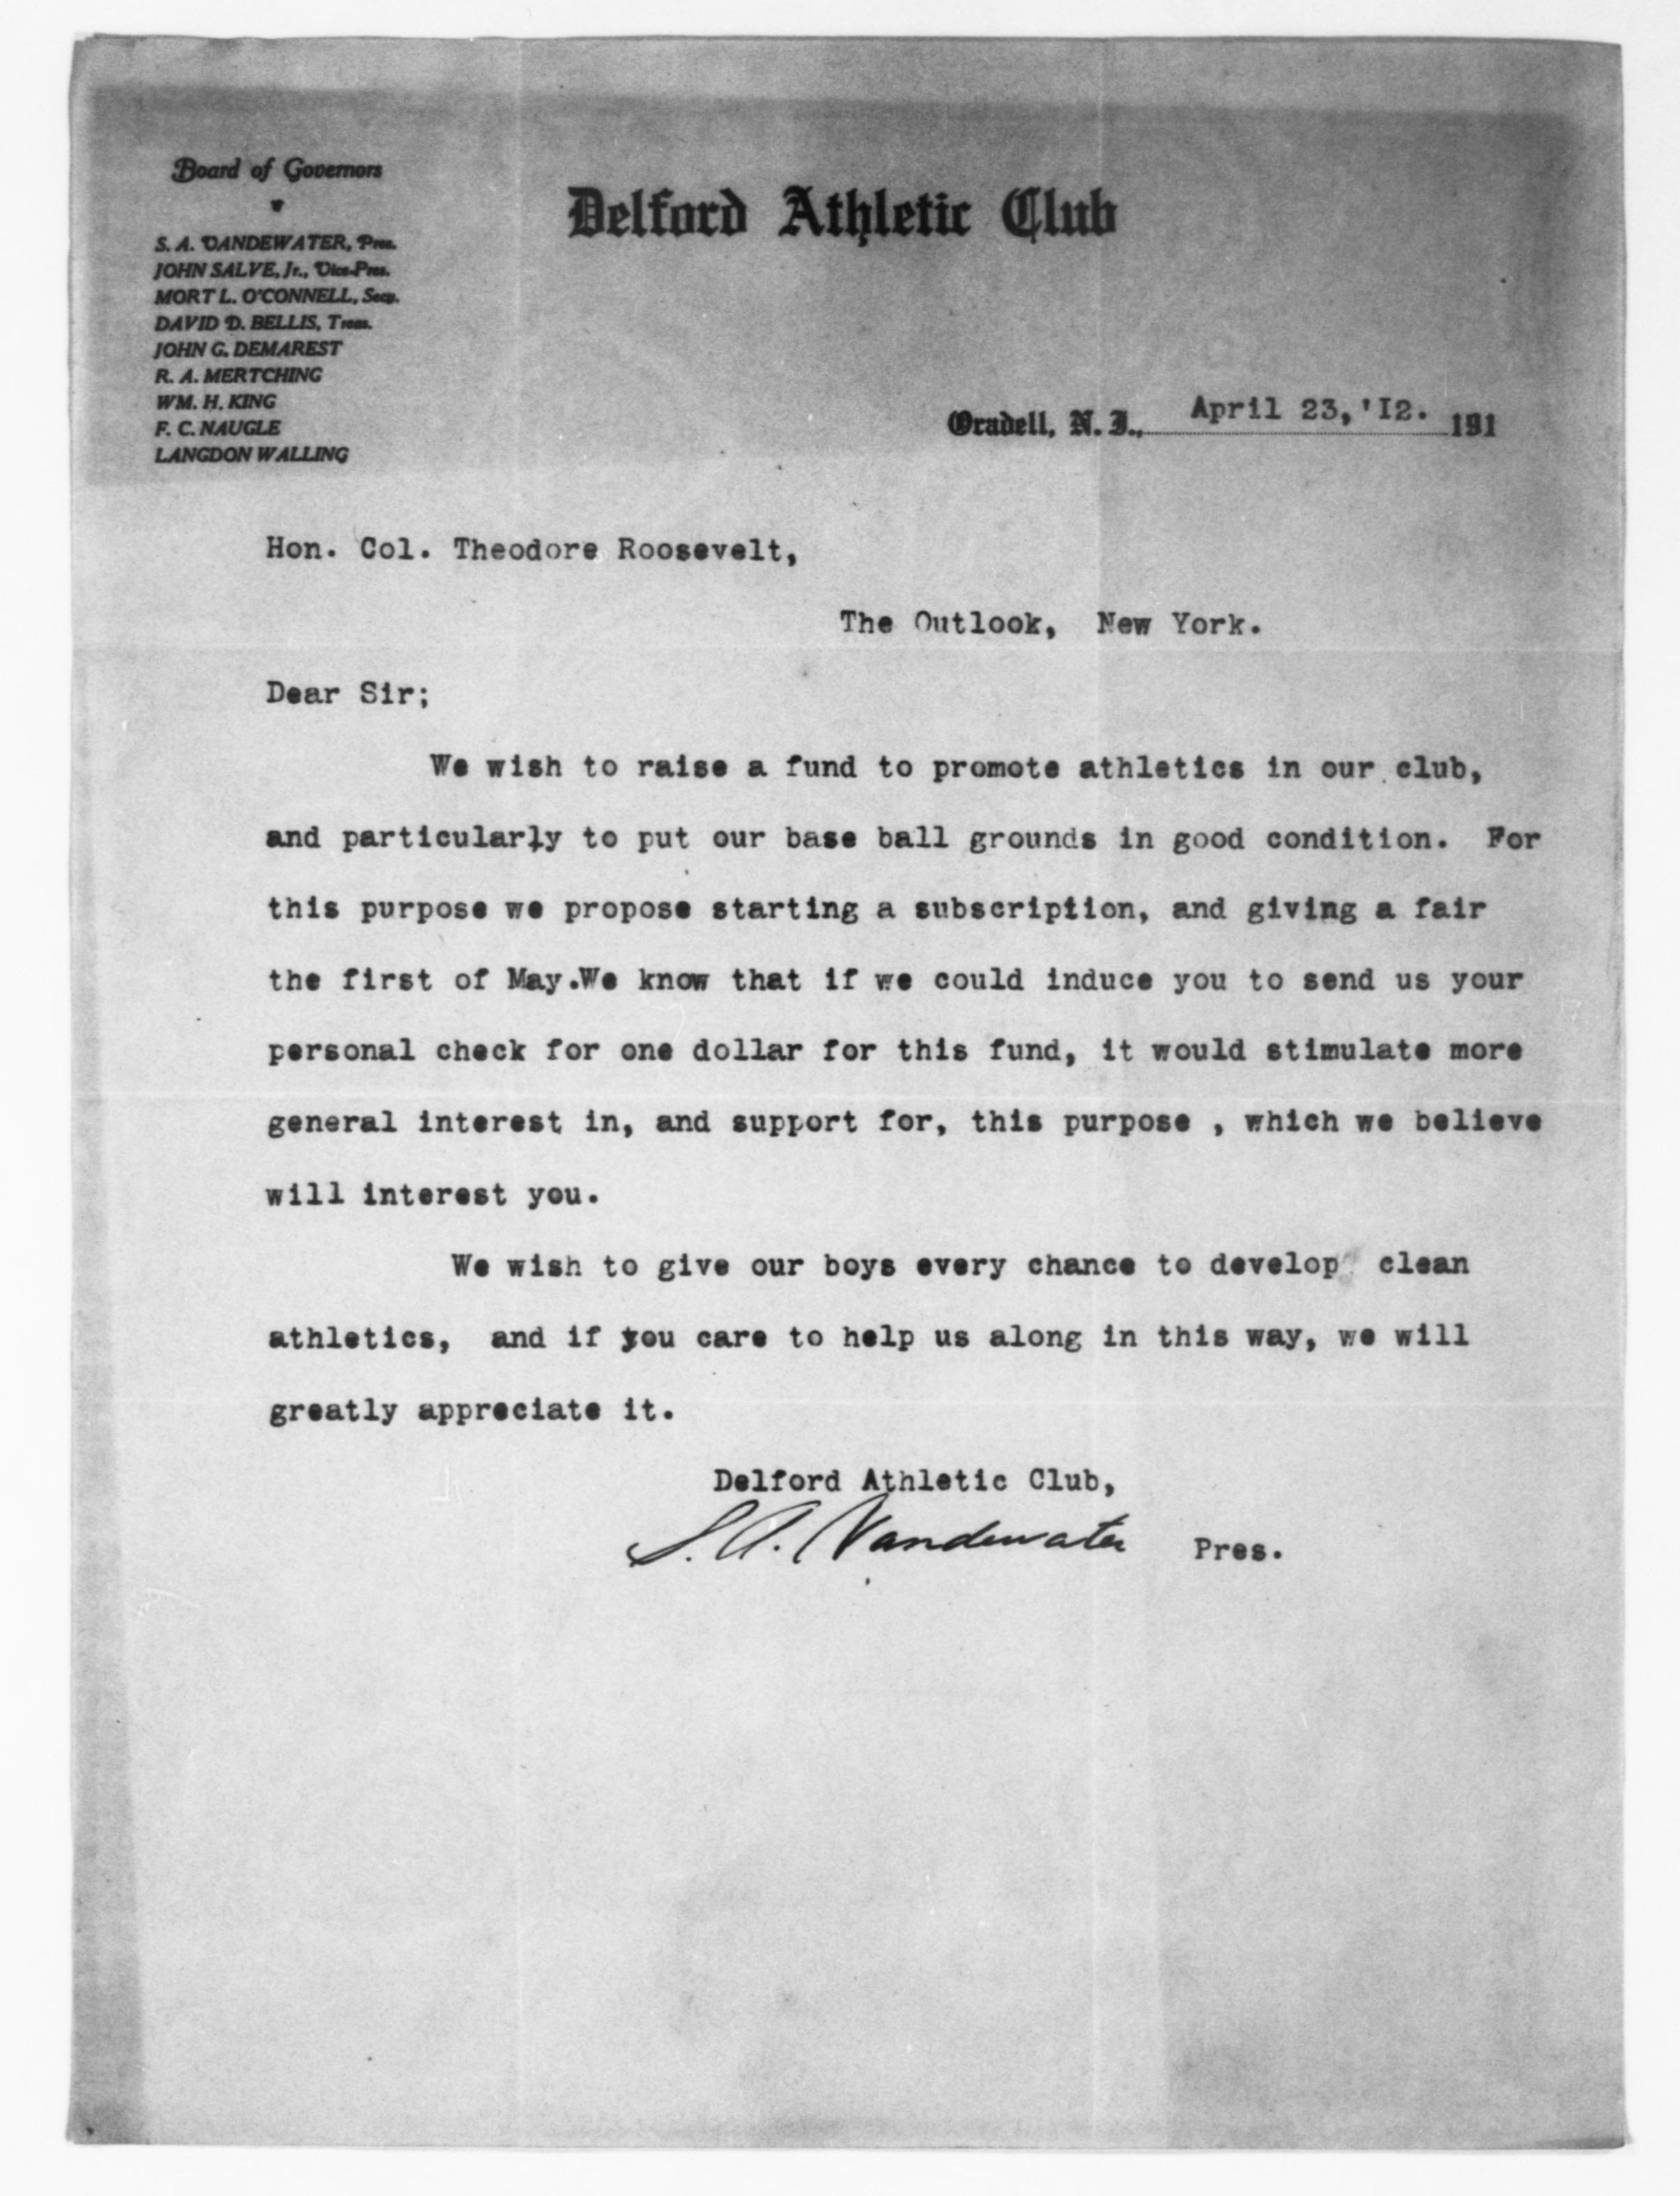 Board of Governors
S. A. VANDEWATER, Pres.
JOHN SALVE, Jr., Vice-Pres.
MORT L. O'CONNELL, Secy.
DAVID D. BELLIS, Treas.
JOHN G. DEMAREST
R. A. MERTCHING
WM. H. KING
F. C. NAUGLE
LANGDON WALLING
Delford Athletic Club
Oradell, N. J., April 23, 'I2. 191
Hon. Col. Theodore Roosevelt,
The Outlook, New York.
Dear Sir;
We wish to raise a fund to promote athletics in our club,
and particularly to put our base ball grounds in good condition. For
this purpose we propose starting a subscription, and giving a fair
the first of May.We know that if we could induce you to send us your
personal check for one dollar for this fund, it would stimulate more
general interest in, and support for, this purpose , which we believe
will interest you.
We wish to give our boys every chance to develop clean
athletics, and if you care to help us along in this way, we will
greatly appreciate it.
Delford Athletic Club,
S. A. Vandewater Pres.